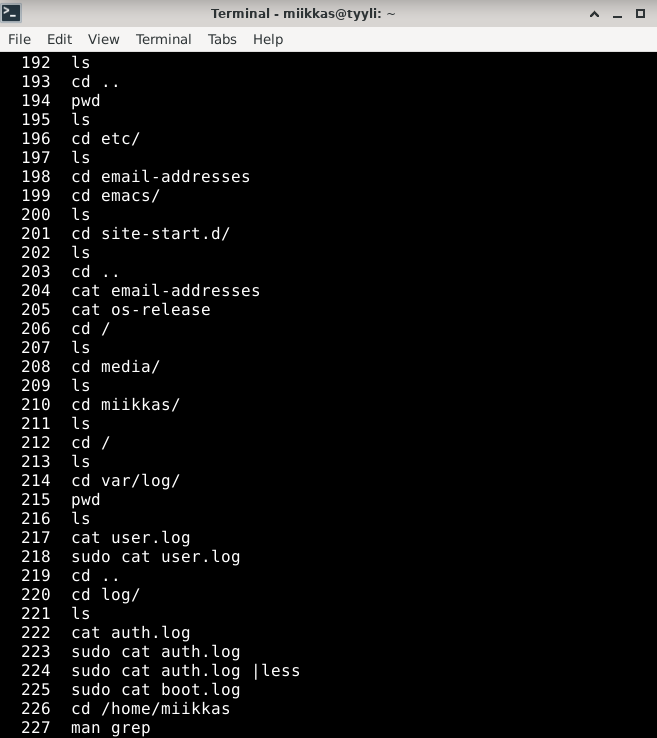 Terminal - miikkas@tyyli: ~
File Edit View Terminal Tabs Help
192 ls
193 cd ..
194 pwd
195 ls
196 cd etc/
197 ls
198 cd email-addresses
199 cd emacs/
200 ls
201 cd site-start.d/
202 ls
203 cd ..
204 cat email-addresses
205 cat os-release
206 cd /
207 ls
208 cd media/
209 ls
210 cd miikkas/
211 ls
212 cd /
213 ls
214 cd var/log/
215 pwd
216 ls
217 cat user.log
218 sudo cat user.log
219 cd ..
220 cd log/
221 ls
222 cat auth.log
223 sudo cat auth.log
224 sudo cat auth.log |less
225 sudo cat boot.log
226 cd /home/miikkas
227 man grep